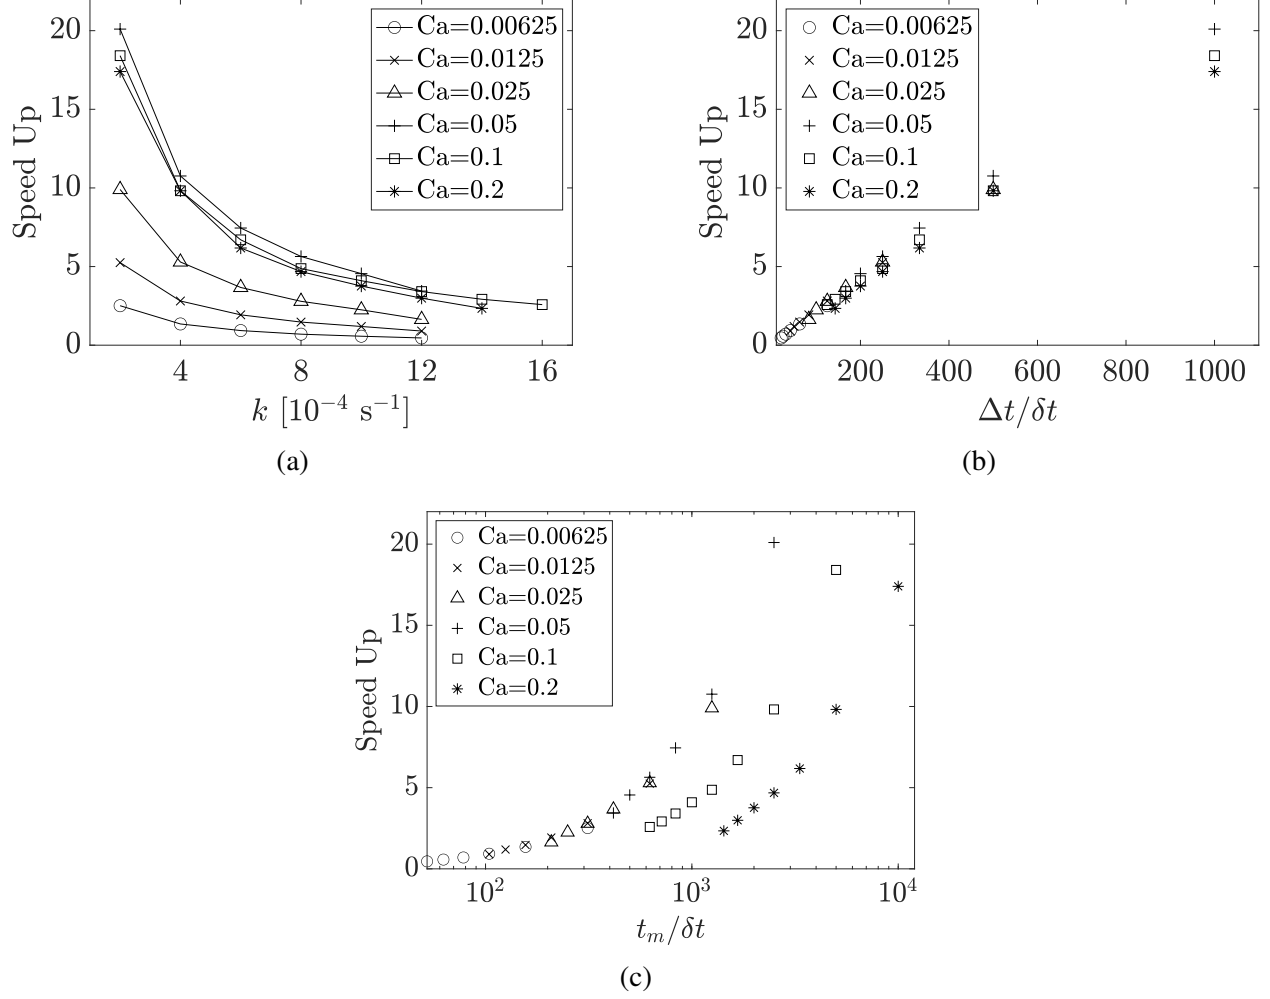 20
15
10
5
0
Speed Up
4
8
12
16
k [10⁻⁴ s⁻¹]
Ca=0.00625
Ca=0.0125
Ca=0.025
Ca=0.05
Ca=0.1
Ca=0.2
(a)
20
15
10
5
0
Speed Up
200
400
600
800
1000
Δt/δt
Ca=0.00625
Ca=0.0125
Ca=0.025
Ca=0.05
Ca=0.1
Ca=0.2
(b)
20
15
10
5
0
Speed Up
10²
10³
10⁴
tₘ/δt
Ca=0.00625
Ca=0.0125
Ca=0.025
Ca=0.05
Ca=0.1
Ca=0.2
(c)